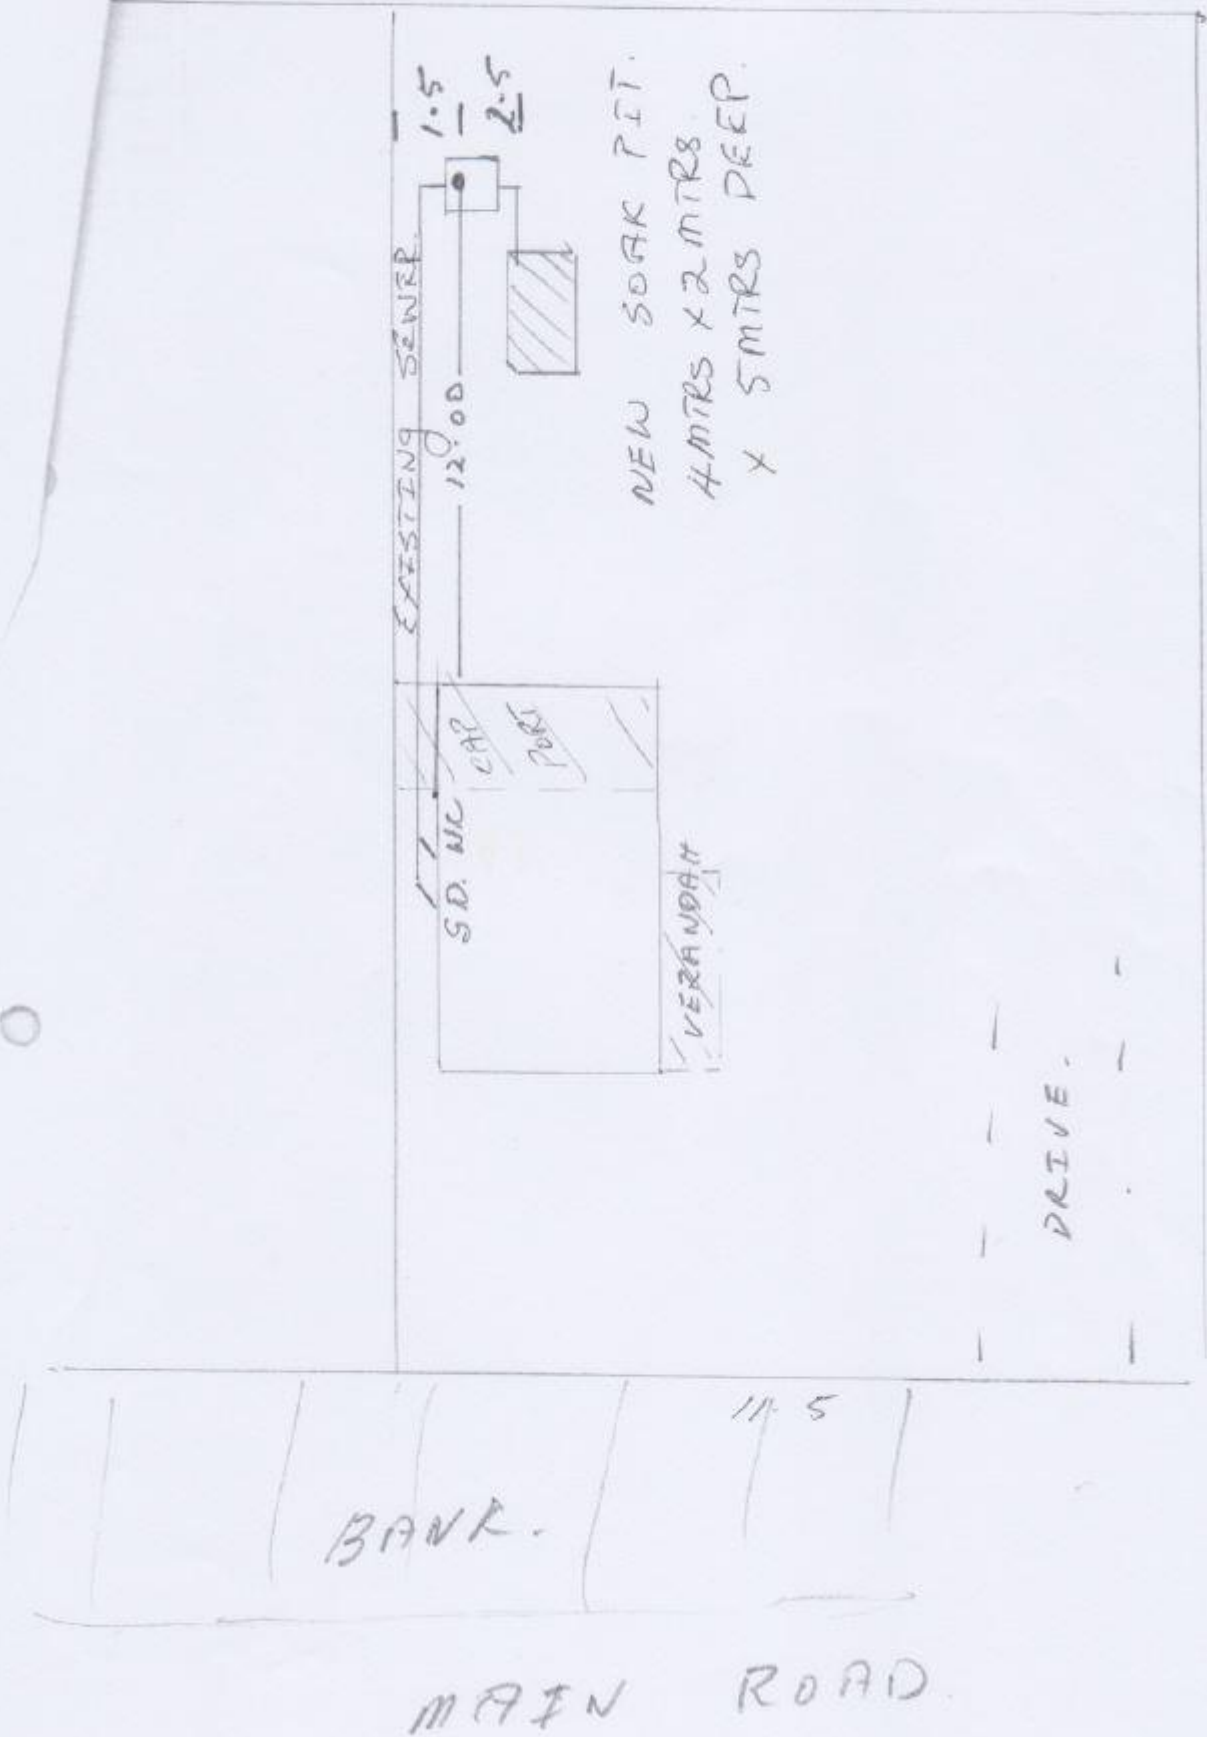 1.5
2.5
EXISTING SEWER.
12.00
NEW SOAK PIT.
4 MTRS X 2 MTRS.
X 5 MTRS DEEP.
CAR
PORT
S.D. WC
VERANDAH
DRIVE.
11.5
BANK.
MAIN ROAD.